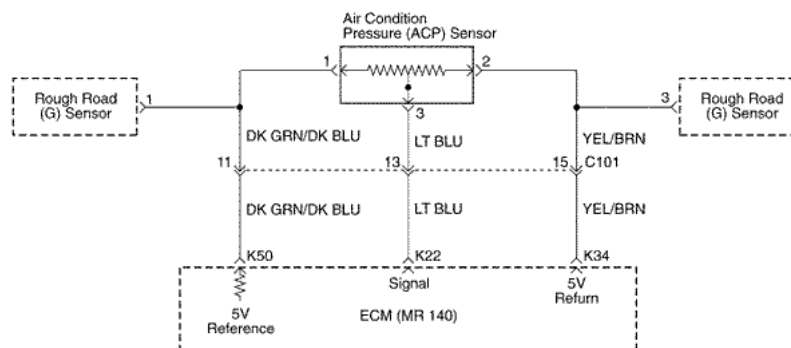 Air Condition
Pressure (ACP) Sensor
1
2
Rough Road
(G) Sensor
1
3
3
Rough Road
(G) Sensor
DK GRN/DK BLU
LT BLU
YEL/BRN
11
13
15
C101
DK GRN/DK BLU
LT BLU
YEL/BRN
K50
K22
K34
5V
Reference
Signal
5V
Refurn
ECM (MR 140)